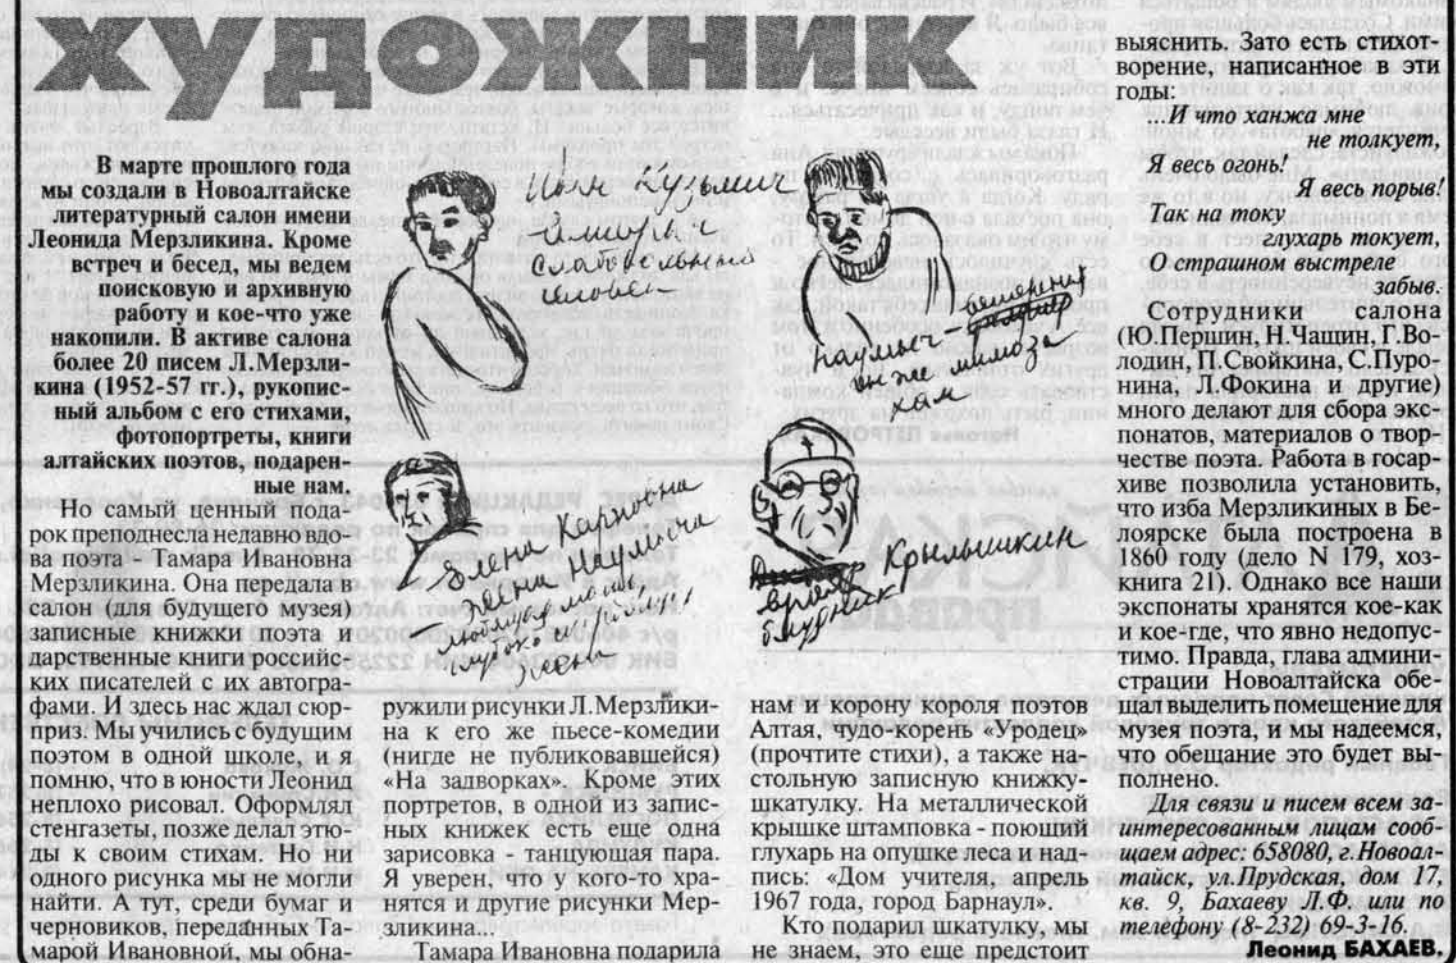 художник
В марте прошлого года
мы создали в Новоалтайске
литературный салон имени
Леонида Мерзликина. Кроме
встреч и бесед, мы ведем
поисковую и архивную
работу и кое-что уже
накопили. В активе салона
более 20 писем Л.Мерзли-
кина (1952-57 гг.), рукопис-
ный альбом с его стихами,
фотопортреты, книги
алтайских поэтов, подарен-
ные нам.
Но самый ценный пода-
рок преподнесла недавно вдо-
ва поэта - Тамара Ивановна
Мерзликина. Она передала в
салон (для будущего музея)
записные книжки поэта и
дарственные книги российс-
ких писателей с их автогра-
фами. И здесь нас ждал сюр-
приз. Мы учились с будущим
поэтом в одной школе, и я
помню, что в юности Леонид
неплохо рисовал. Оформлял
стенгазеты, позже делал этю-
ды к своим стихам. Но ни
одного рисунка мы не могли
найти. А тут, среди бумаг и
черновиков, переданных Та-
марой Ивановной, мы обна-
Кузьмич
слабовольный
человек
Наумыч -
он же мимоза
хам
Елена Карповна
- жена Наумыча
Крылышкин
блудник
ружили рисунки Л.Мерзлики-
на к его же пьесе-комедии
(нигде не публиковавшейся)
«На задворках». Кроме этих
портретов, в одной из запис-
ных книжек есть еще одна
зарисовка - танцующая пара.
Я уверен, что у кого-то хра-
нятся и другие рисунки Мер-
зликина...
Тамара Ивановна подарила
нам и корону короля поэтов
Алтая, чудо-корень «Уродец»
(прочтите стихи), а также на-
стольную записную книжку-
шкатулку. На металлической
крышке штамповка - поющий
глухарь на опушке леса и над-
пись: «Дом учителя, апрель
1967 года, город Барнаул».
Кто подарил шкатулку, мы
не знаем, это еще предстоит
выяснить. Зато есть стихот-
ворение, написанное в эти
годы:
...И что ханжа мне
не толкует,
Я весь огонь!
Я весь порыв!
Так на току
глухарь токует,
О страшном выстреле
забыв.
Сотрудники салона
(Ю.Першин, Н.Чащин, Г.Во-
лодин, П.Свойкина, С.Пуро-
нина, Л.Фокина и другие)
много делают для сбора экс-
понатов, материалов о твор-
честве поэта. Работа в госар-
хиве позволила установить,
что изба Мерзликиных в Бе-
лоярске была построена в
1860 году (дело N 179, хоз-
книга 21). Однако все наши
экспонаты хранятся кое-как
и кое-где, что явно недопус-
тимо. Правда, глава админи-
страции Новоалтайска обе-
щал выделить помещение для
музея поэта, и мы надеемся,
что обещание это будет вы-
полнено.
Для связи и писем всем за-
интересованным лицам сооб-
щаем адрес: 658080, г.Новоал-
тайск, ул.Прудская, дом 17,
кв. 9, Бахаеву Л.Ф. или по
телефону (8-232) 69-3-16.
Леонид БАХАЕВ.